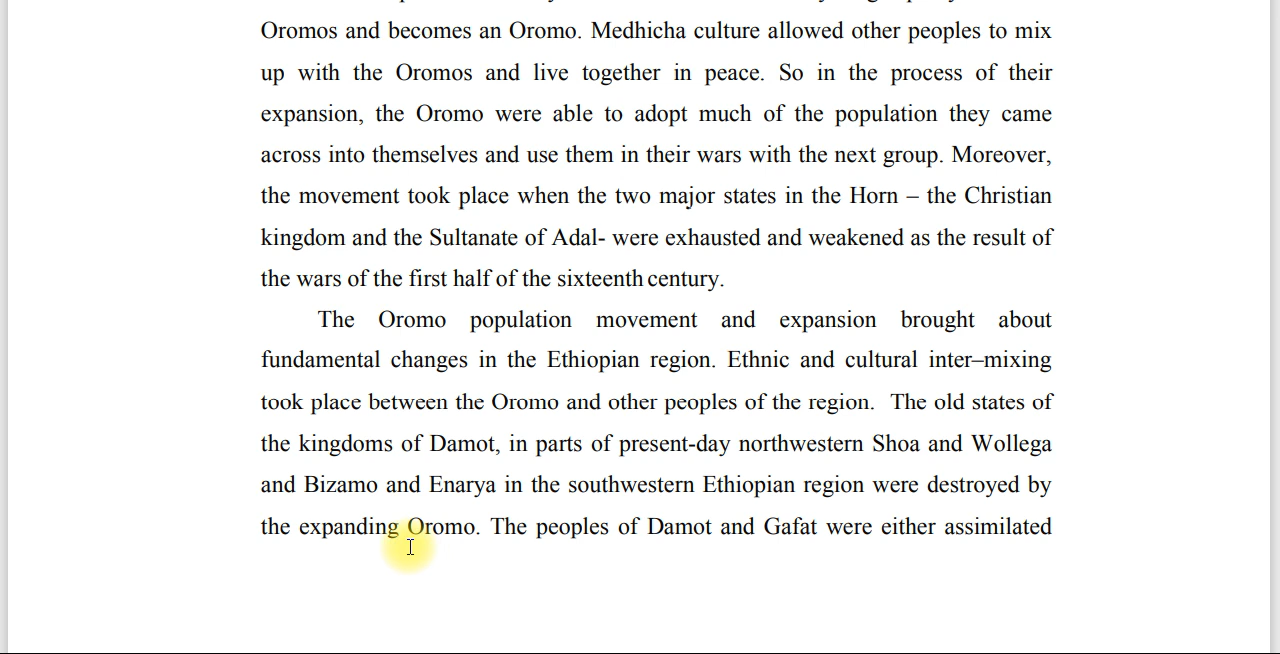 Oromos and becomes an Oromo. Medhicha culture allowed other peoples to mix
up with the Oromos and live together in peace. So in the process of their
expansion, the Oromo were able to adopt much of the population they came
across into themselves and use them in their wars with the next group. Moreover,
the movement took place when the two major states in the Horn – the Christian
kingdom and the Sultanate of Adal- were exhausted and weakened as the result of
the wars of the first half of the sixteenth century.
The Oromo population movement and expansion brought about
fundamental changes in the Ethiopian region. Ethnic and cultural inter–mixing
took place between the Oromo and other peoples of the region. The old states of
the kingdoms of Damot, in parts of present-day northwestern Shoa and Wollega
and Bizamo and Enarya in the southwestern Ethiopian region were destroyed by
the expanding Oromo. The peoples of Damot and Gafat were either assimilated